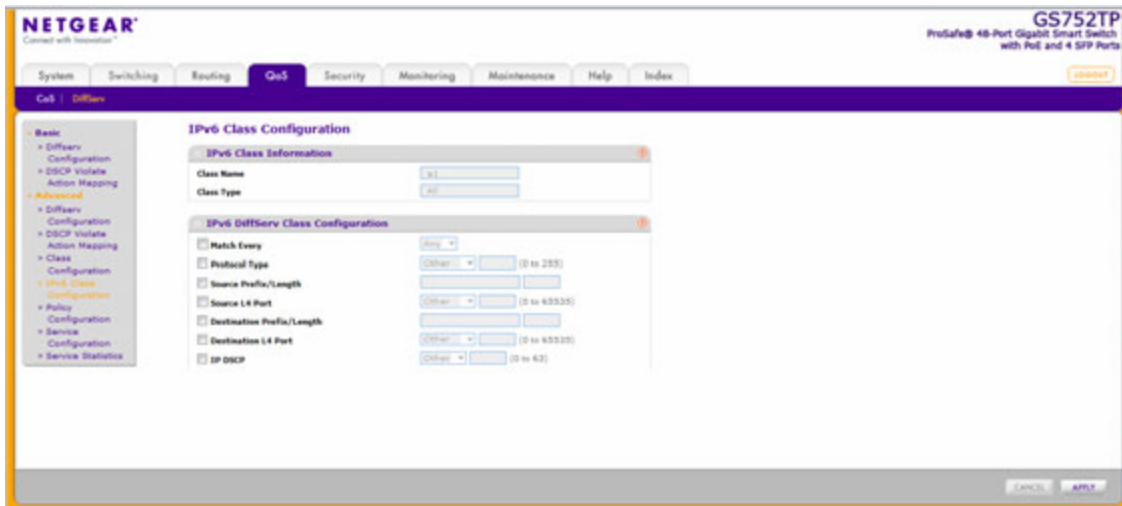 NETGEAR®
Connect with Innovation™
GS752TP
ProSafe® 48-Port Gigabit Smart Switch
with PoE and 4 SFP Ports
System Switching Routing QoS Security Monitoring Maintenance Help Index
LOGOUT
CoS | DiffServ
Basic
» Diffserv
Configuration
» DSCP Violate
Action Mapping
Advanced
» Diffserv
Configuration
» DSCP Violate
Action Mapping
» Class
Configuration
» IPv6 Class
Configuration
» Policy
Configuration
» Service
Configuration
» Service Statistics
IPv6 Class Configuration
IPv6 Class Information
Class Name
Class Type All
IPv6 DiffServ Class Configuration
Match Every Any
Protocol Type Other (0 to 255)
Source Prefix/Length
Source L4 Port Other (0 to 65535)
Destination Prefix/Length
Destination L4 Port Other (0 to 65535)
IP DSCP Other (0 to 63)
CANCEL APPLY